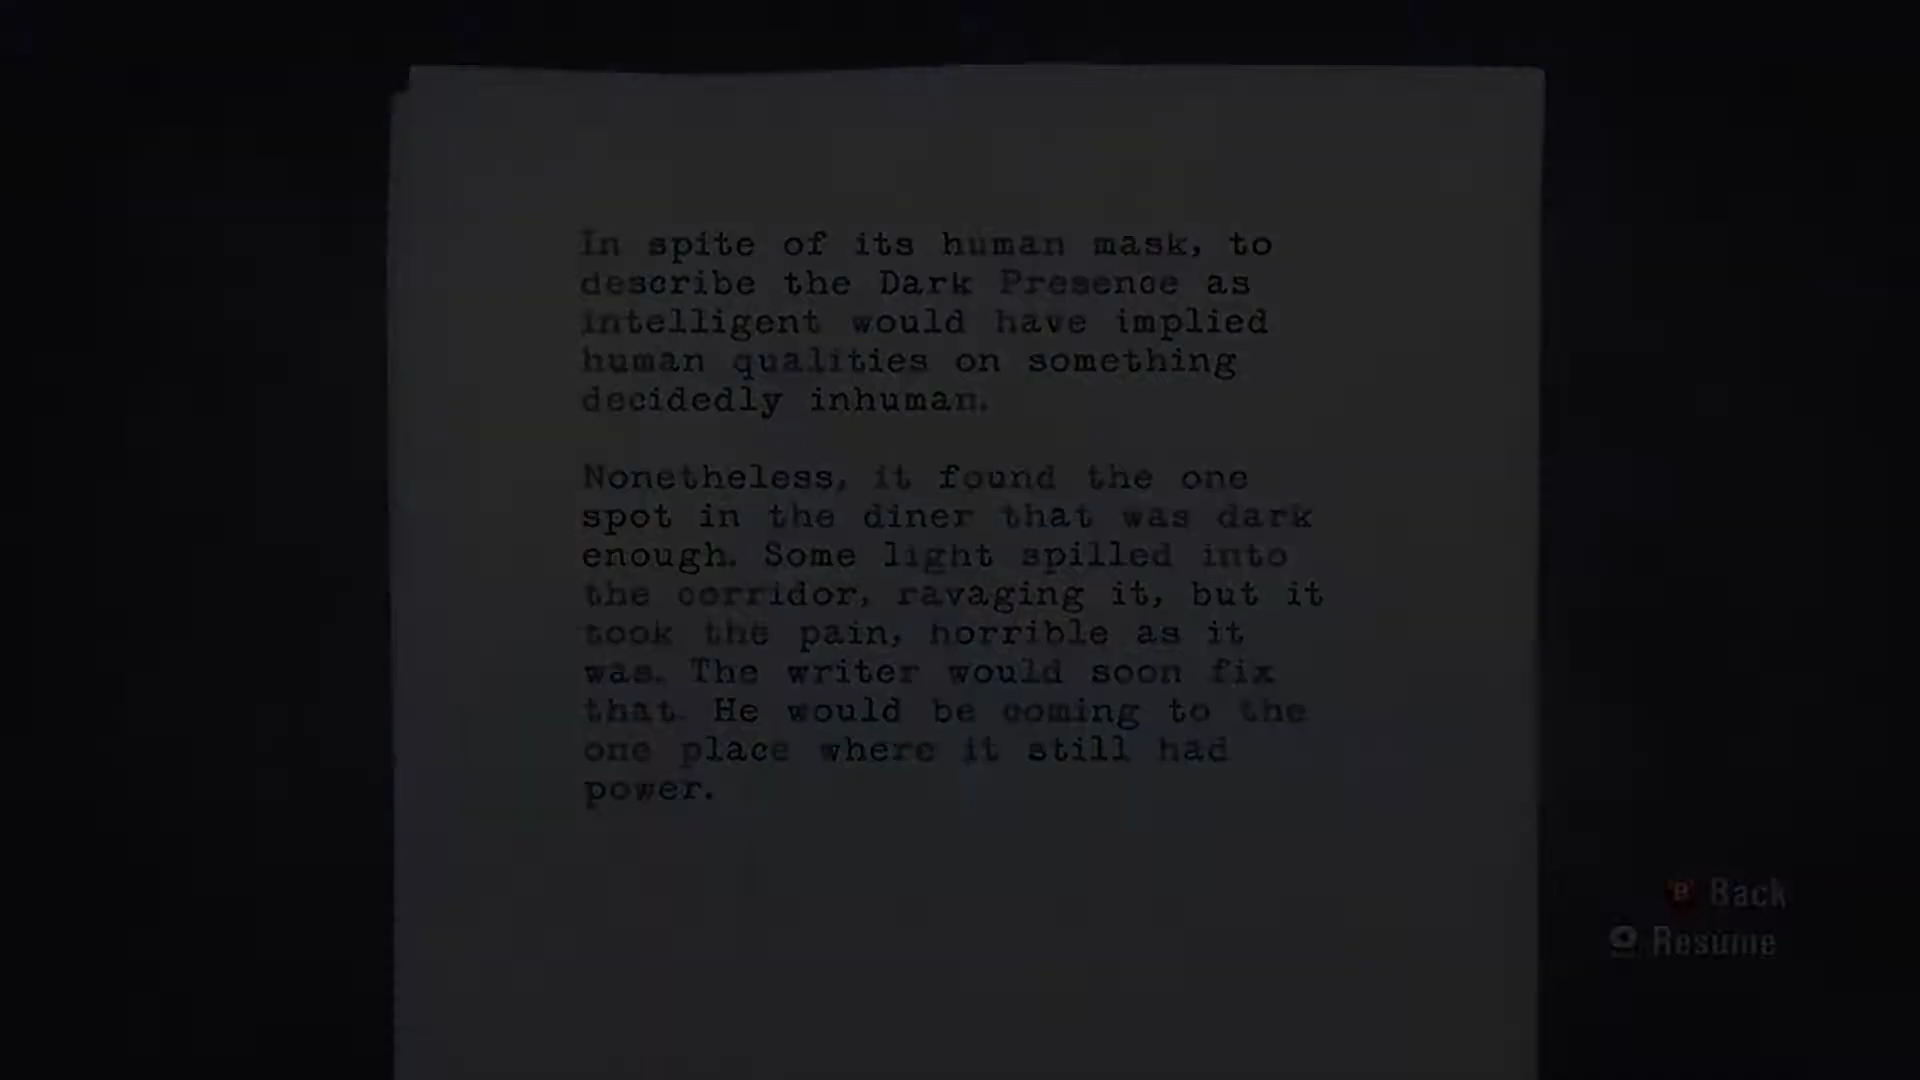 In spite of its human mask, to
describe the Dark Presence as
intelligent would have implied
human qualities on something
decidedly inhuman.
Nonetheless, it found the one
spot in the diner that was dark
enough. Some light spilled into
the corridor, ravaging it, but it
took the pain, horrible as it
was. The writer would soon fix
that. He would be coming to the
one place where it still had
power.
B Back
Resume